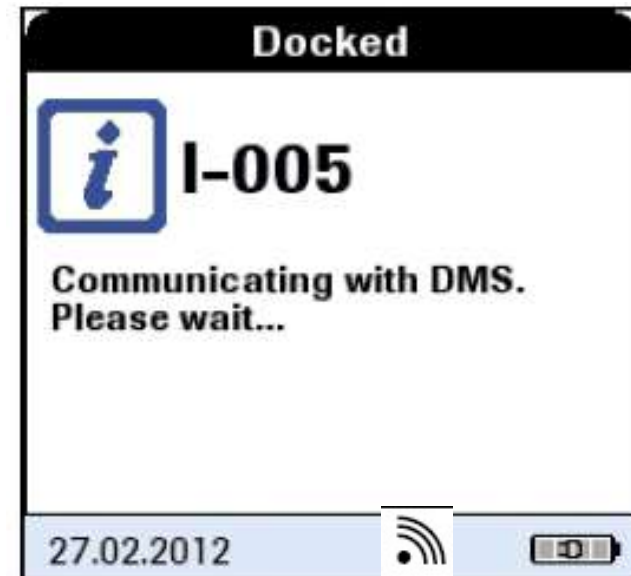 Docked
i
I-005
Communicating with DMS.
Please wait...
27.02.2012